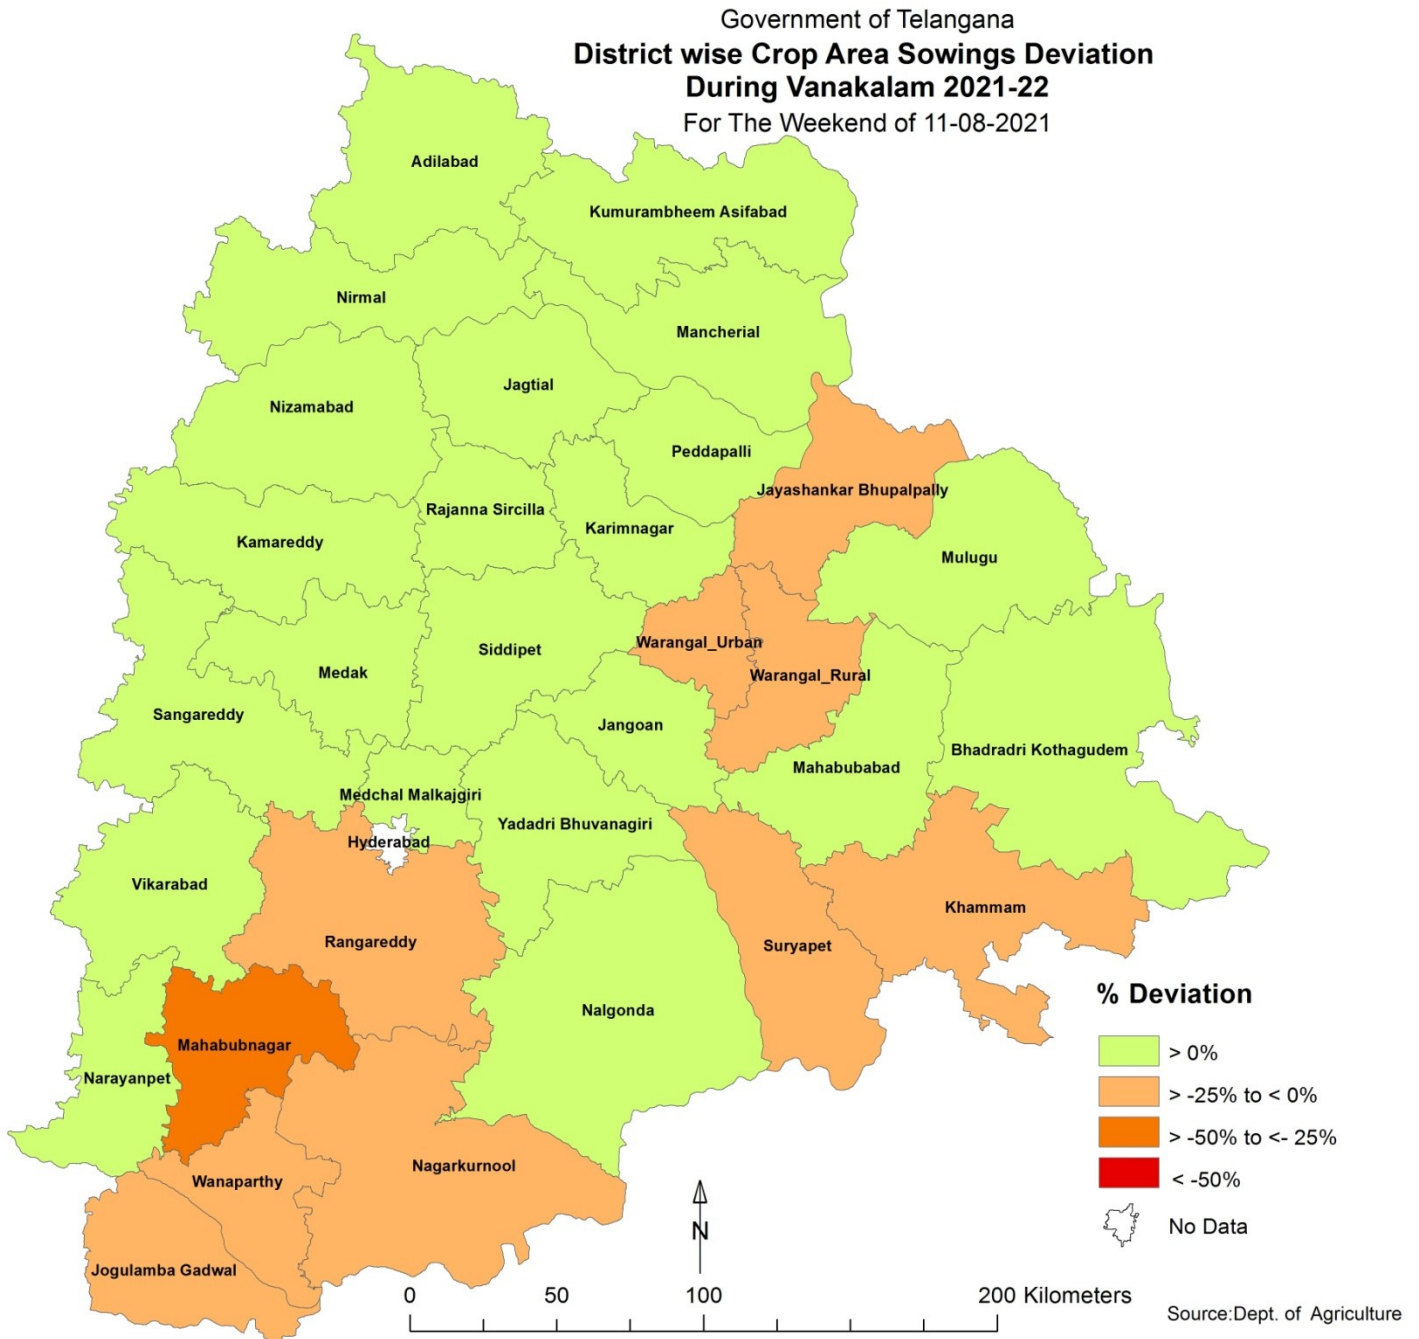 Government of Telangana
District wise Crop Area Sowings Deviation
During Vanakalam 2021-22
For The Weekend of 11-08-2021
Adilabad
Kumurambheem Asifabad
Nirmal
Mancherial
Jagtial
Nizamabad
Peddapalli
Jayashankar Bhupalpally
Rajanna Sircilla
Karimnagar
Kamareddy
Mulugu
Siddipet
Warangal_Urban
Medak
Warangal_Rural
Sangareddy
Jangoan
Bhadradri Kothagudem
Mahabubabad
Medchal Malkajgiri
Yadadri Bhuvanagiri
Hyderabad
Vikarabad
Khammam
Rangareddy
Suryapet
Nalgonda
Mahabubnagar
Narayanpet
Nagarkurnool
Wanaparthy
Jogulamba Gadwal
% Deviation
> 0%
> -25% to < 0%
> -50% to <- 25%
< -50%
No Data
N
0 50 100 200 Kilometers
Source:Dept. of Agriculture